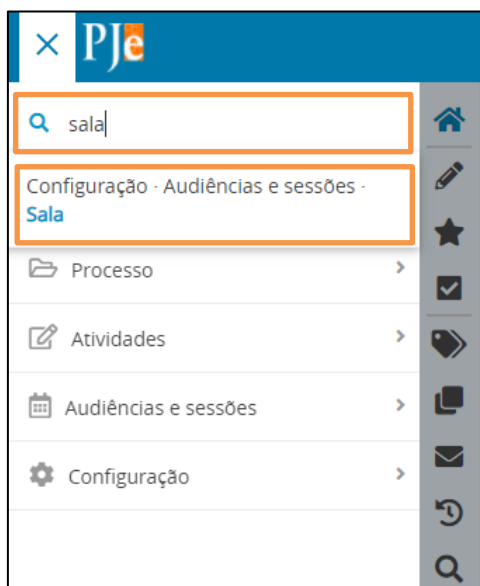 PJe
sala
Configuração · Audiências e sessões ·
Sala
Processo
Atividades
Audiências e sessões
Configuração